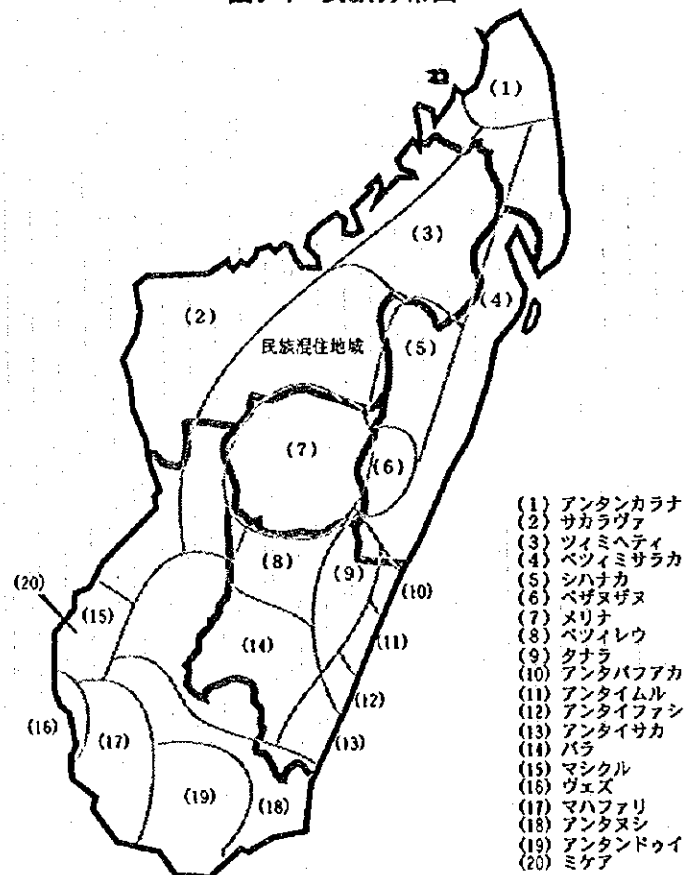 (1)
(3)
(2)
(4)
民族混住地域
(5)
(7)
(6)
(8)
(9)
(20)
(15)
(10)
(14)
(11)
(16)
(17)
(12)
(13)
(19)
(18)
(1) アンタンカラナ
(2) サカラヴァ
(3) ツィミヘティ
(4) ベツィミサラカ
(5) シハナカ
(6) ベザヌザヌ
(7) メリナ
(8) ベツィレウ
(9) タナラ
(10) アンタバフアカ
(11) アンタイムル
(12) アンタイファシ
(13) アンタイサカ
(14) バラ
(15) マシクル
(16) ヴェズ
(17) マハファリ
(18) アンタヌシ
(19) アンタンドゥイ
(20) ミケア